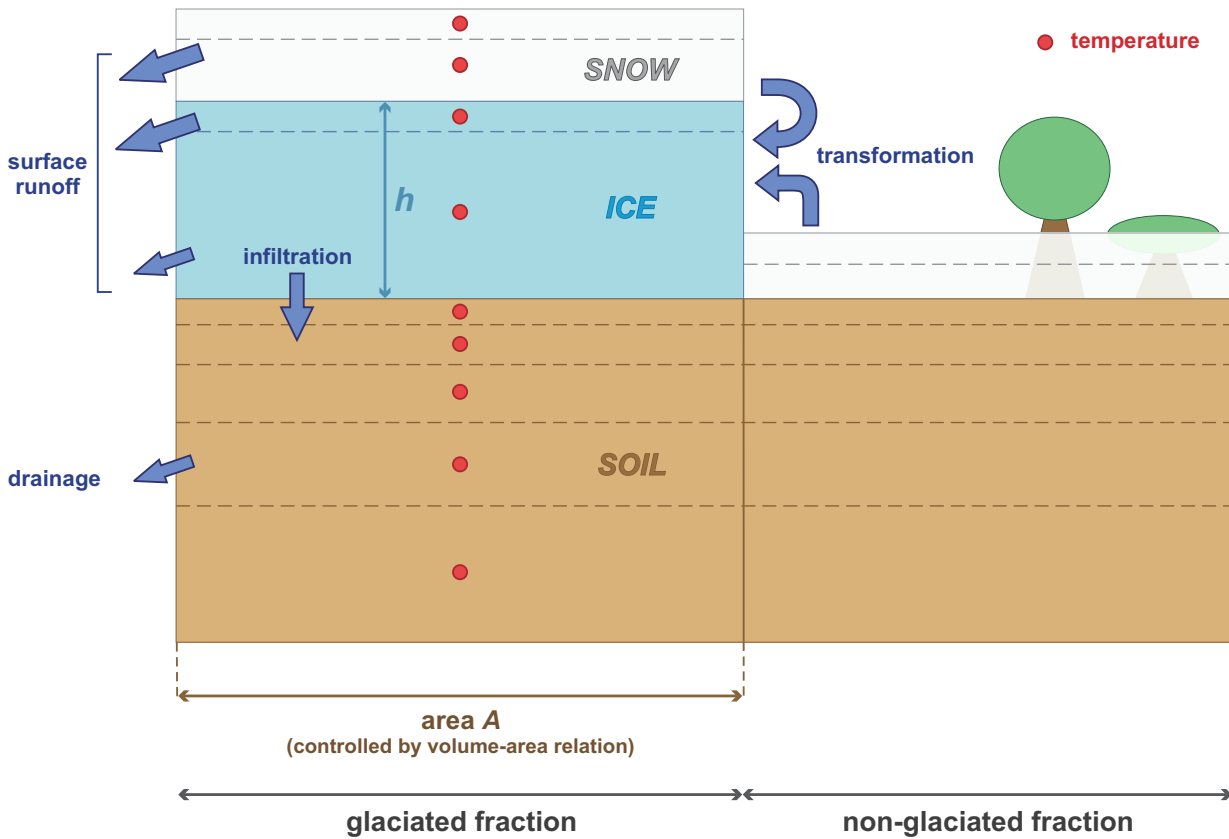 temperature
SNOW
surface
runoff
transformation
h
ICE
infiltration
SOIL
drainage
area A
(controlled by volume-area relation)
glaciated fraction
non-glaciated fraction